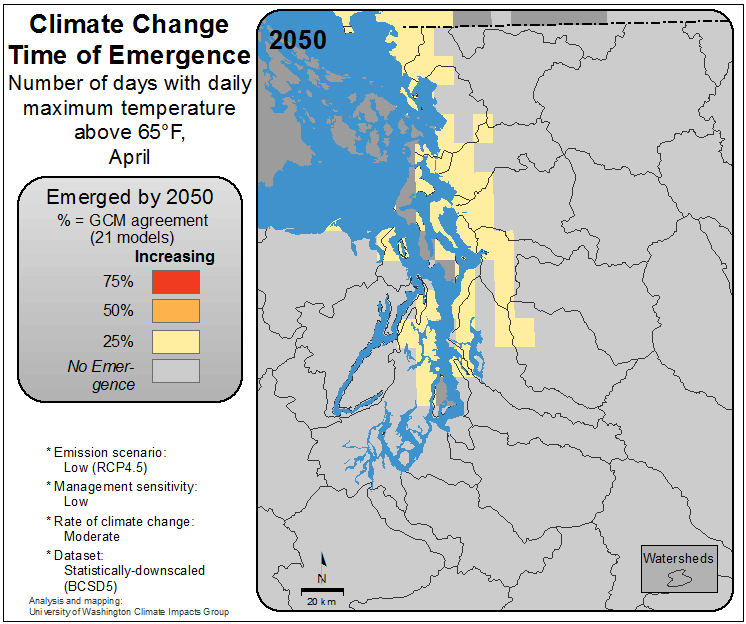 Climate Change
Time of Emergence
Number of days with daily
maximum temperature
above 65°F,
April
Emerged by 2050
% = GCM agreement
(21 models)
Increasing
75%
50%
25%
No Emer-
gence
* Emission scenario:
Low (RCP4.5)
* Management sensitivity:
Low
* Rate of climate change:
Moderate
* Dataset:
Statistically-downscaled
(BCSD5)
Analysis and mapping:
University of Washington Climate Impacts Group
2050
N
20 km
Watersheds